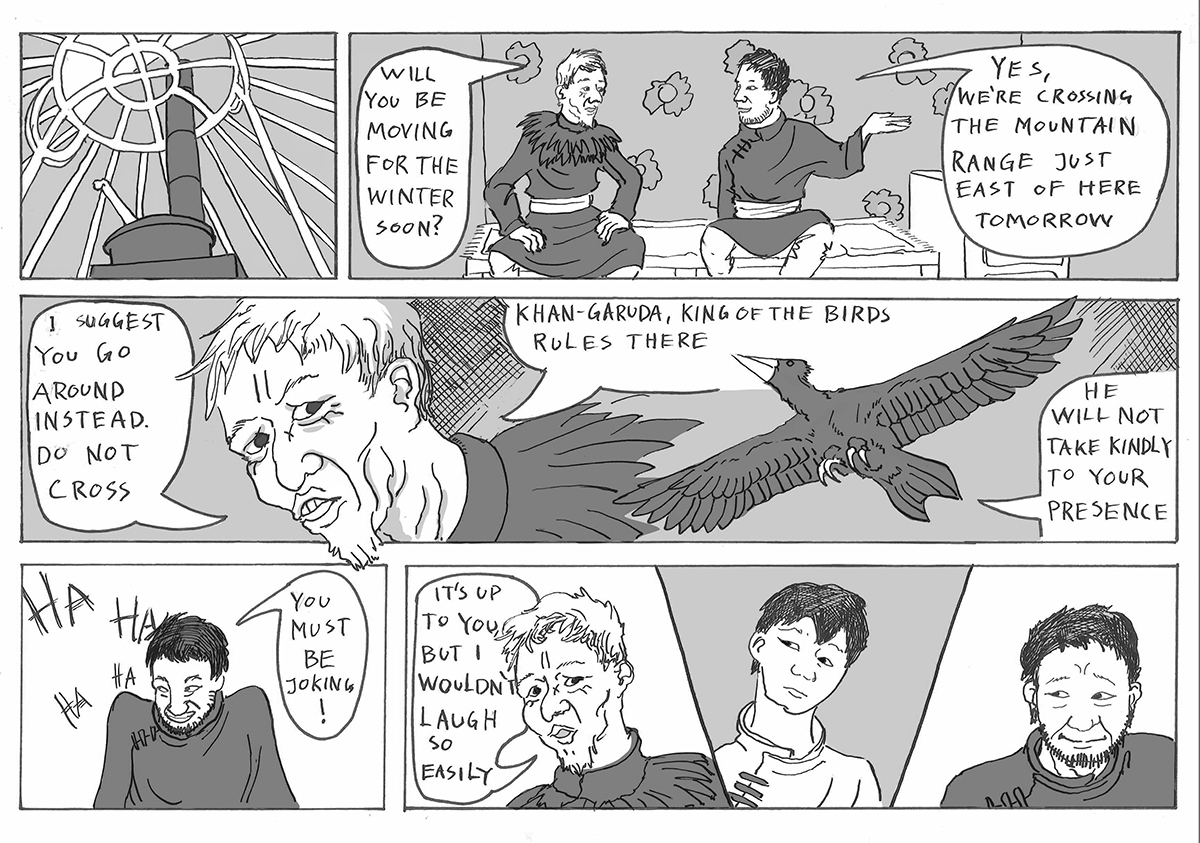 WILL
YOU BE
MOVING
FOR THE
WINTER
SOON?
YES,
WE'RE CROSSING
THE MOUNTAIN
RANGE JUST
EAST OF HERE
TOMORROW
I SUGGEST
YOU GO
AROUND
INSTEAD.
DO NOT
CROSS
KHAN-GARUDA, KING OF THE BIRDS
RULES THERE
HE
WILL NOT
TAKE KINDLY
TO YOUR
PRESENCE
HA
HA
HA
HA
YOU
MUST
BE
JOKING
!
IT'S UP
TO YOU
BUT I
WOULDN'T
LAUGH
SO
EASILY